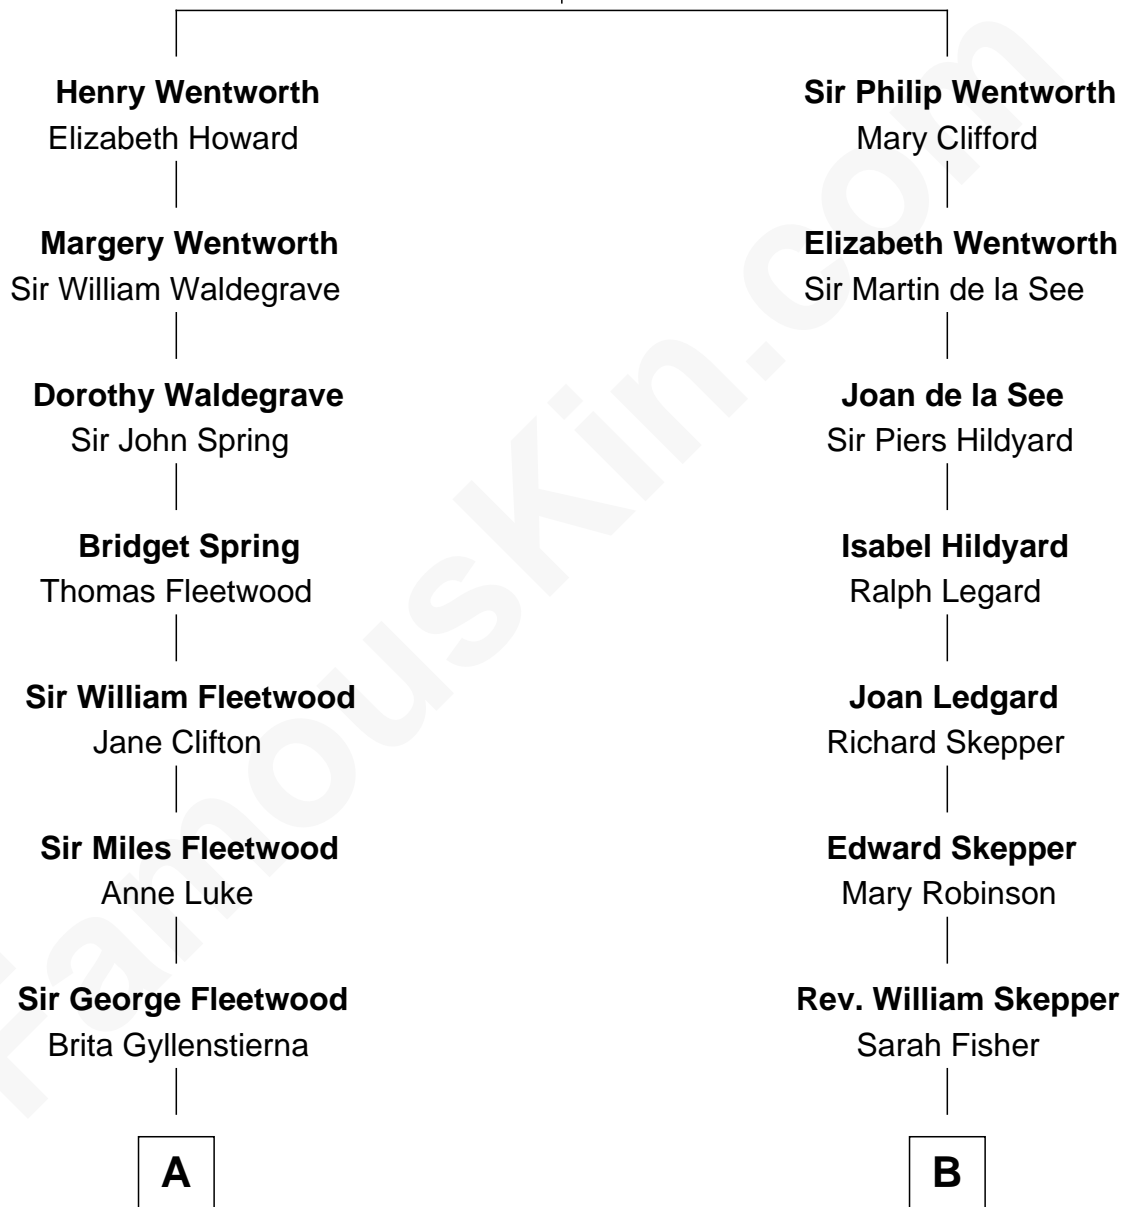 Henry Wentworth
Elizabeth Howard
Sir Philip Wentworth
Mary Clifford
Margery Wentworth
Sir William Waldegrave
Elizabeth Wentworth
Sir Martin de la See
Dorothy Waldegrave
Sir John Spring
Joan de la See
Sir Piers Hildyard
Bridget Spring
Thomas Fleetwood
Isabel Hildyard
Ralph Legard
Sir William Fleetwood
Jane Clifton
Joan Ledgard
Richard Skepper
Sir Miles Fleetwood
Anne Luke
Edward Skepper
Mary Robinson
Sir George Fleetwood
Brita Gyllenstierna
Rev. William Skepper
Sarah Fisher
A
B
FamousKin.com